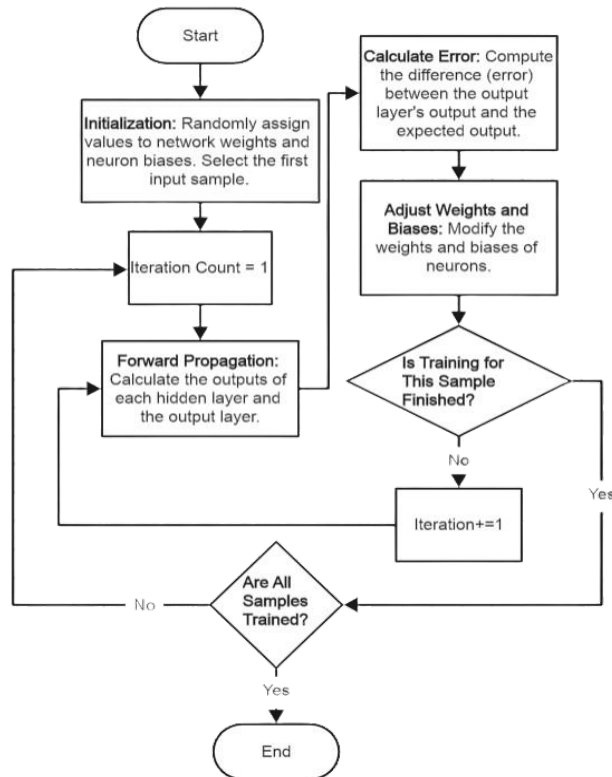 Start
Initialization: Randomly assign
values to network weights and
neuron biases. Select the first
input sample.
Iteration Count = 1
Forward Propagation:
Calculate the outputs of
each hidden layer and
the output layer.
Calculate Error: Compute
the difference (error)
between the output
layer's output and the
expected output.
Adjust Weights and
Biases: Modify the
weights and biases of
neurons.
Is Training for
This Sample
Finished?
No
Yes
Iteration+=1
Are All
Samples
Trained?
No
Yes
End